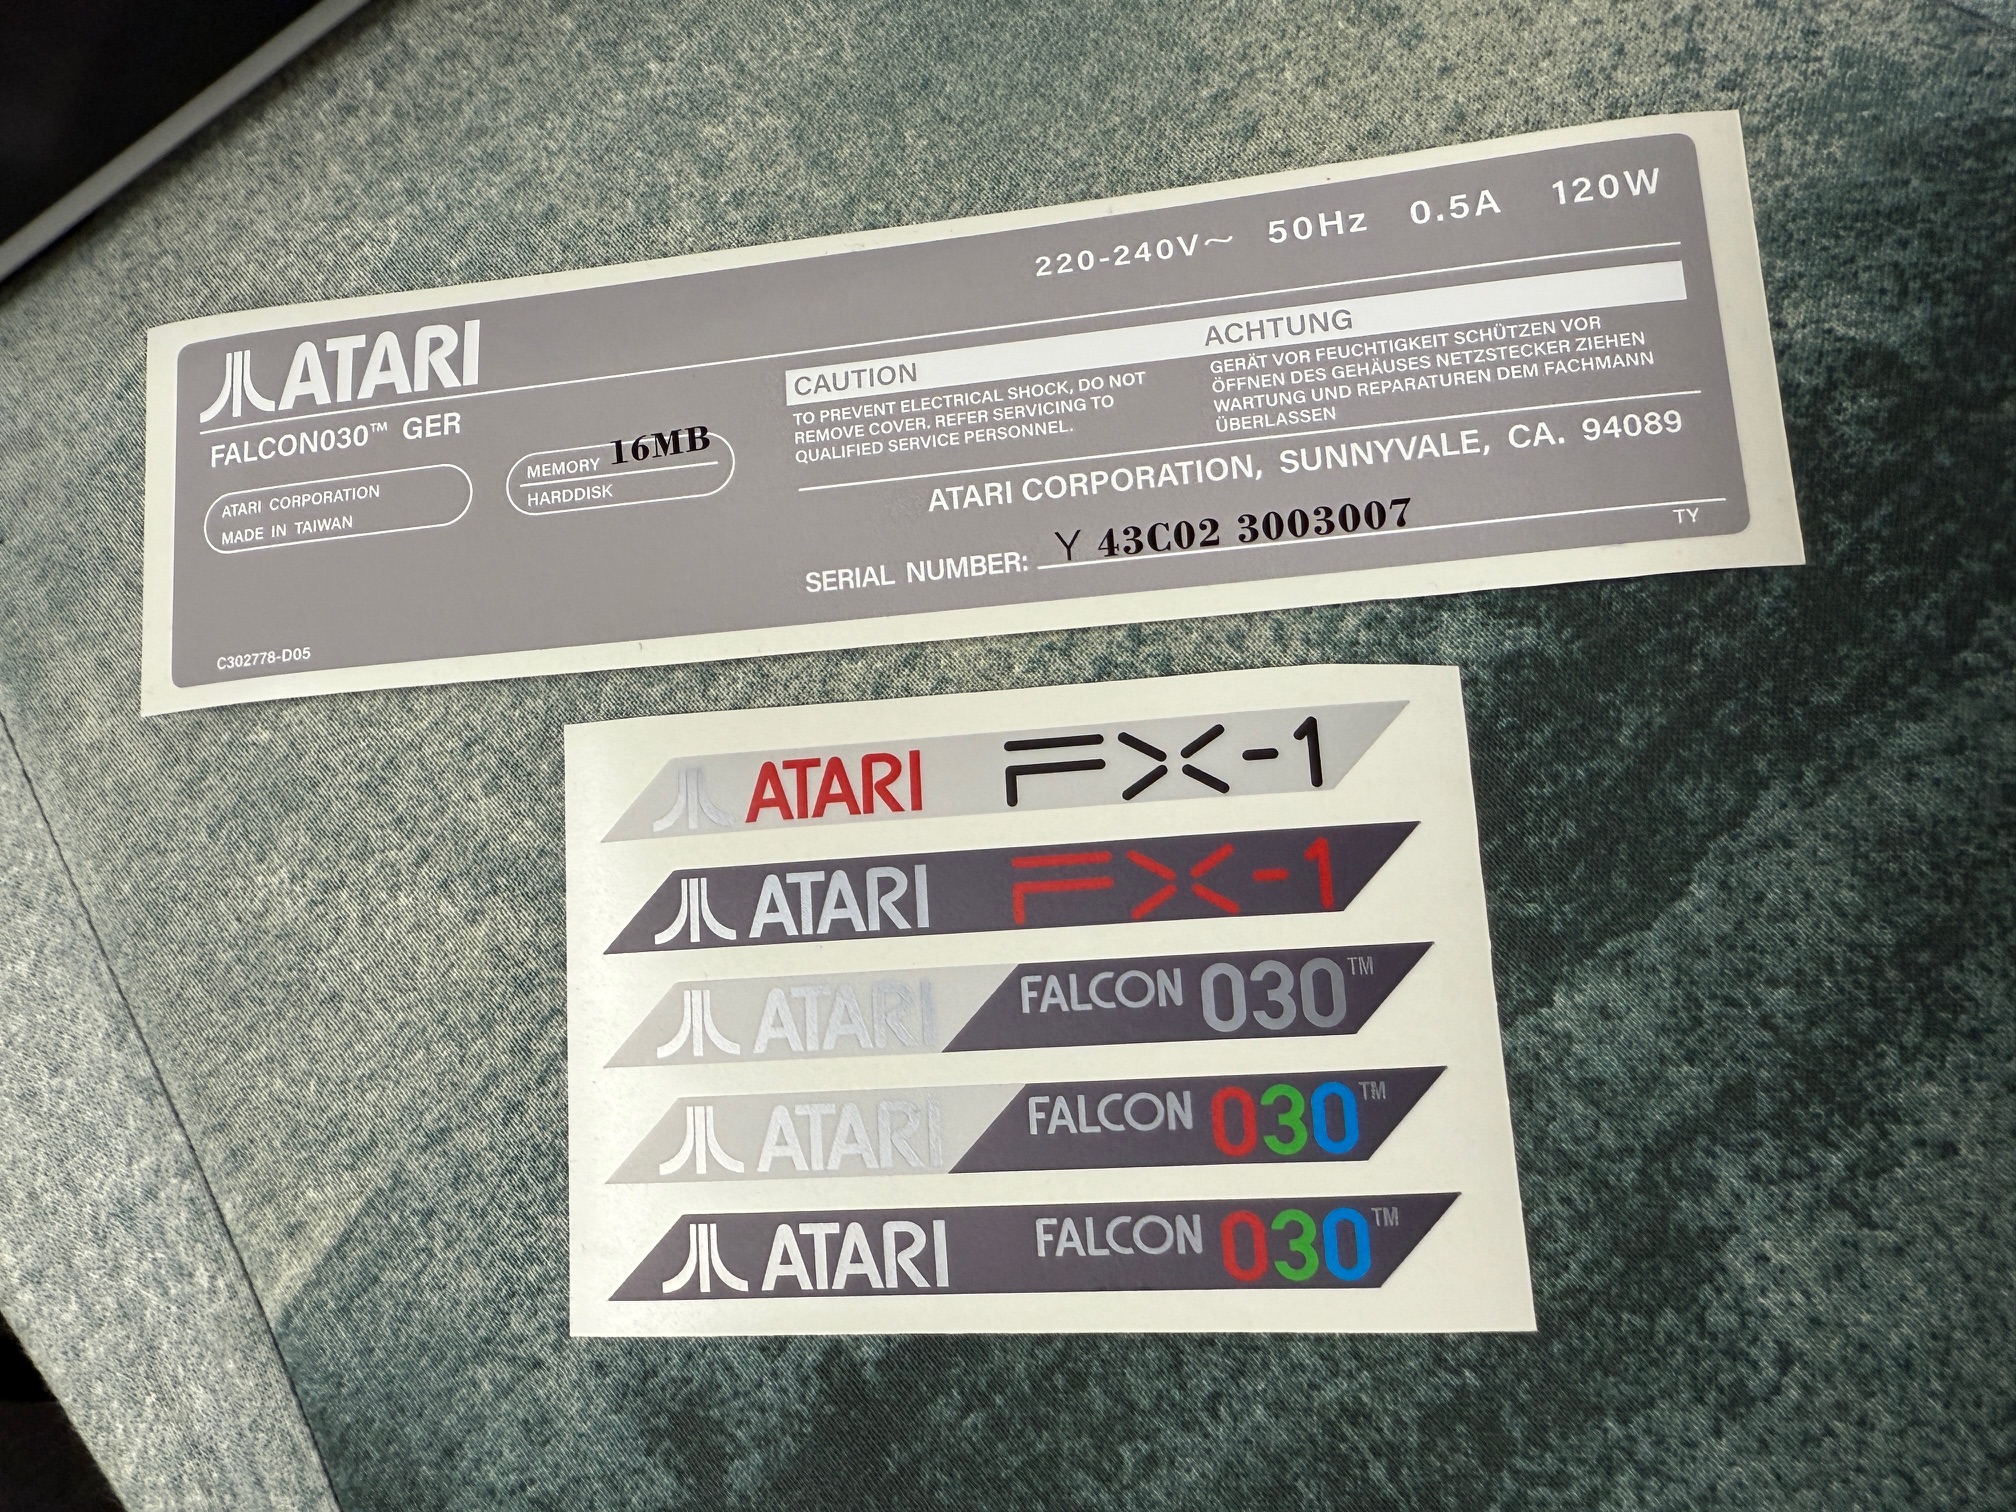 220-240V~ 50Hz 0.5A 120W
ATARI
FALCON030™ GER
ATARI CORPORATION
MADE IN TAIWAN
MEMORY 16MB
HARDDISK
CAUTION
TO PREVENT ELECTRICAL SHOCK, DO NOT
REMOVE COVER. REFER SERVICING TO
QUALIFIED SERVICE PERSONNEL.
ACHTUNG
GERÄT VOR FEUCHTIGKEIT SCHÜTZEN VOR
ÖFFNEN DES GEHÄUSES NETZSTECKER ZIEHEN
WARTUNG UND REPARATUREN DEM FACHMANN
ÜBERLASSEN
ATARI CORPORATION, SUNNYVALE, CA. 94089
SERIAL NUMBER: Y 43C02 3003007
TY
C302778-D05
ATARI FX-1
ATARI FX-1
ATARI FALCON 030™
ATARI FALCON 030™
ATARI FALCON 030™